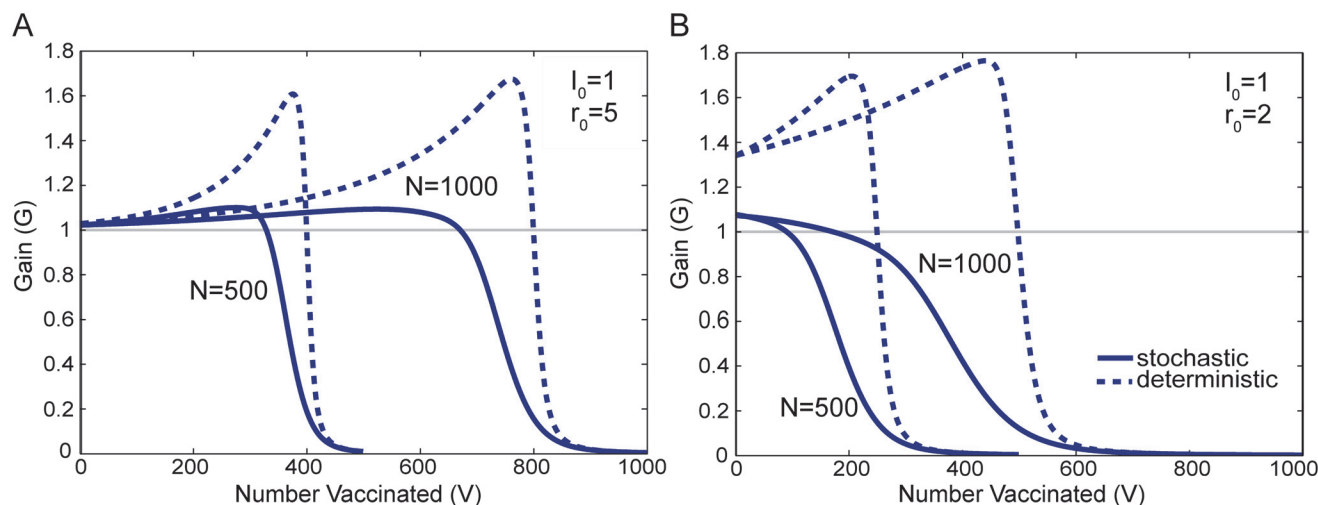 A
Gain (G)
1.8
1.6
1.4
1.2
1
0.8
0.6
0.4
0.2
0
I₀=1
r₀=5
N=1000
N=500
0
200
400
600
800
1000
Number Vaccinated (V)
B
Gain (G)
1.8
1.6
1.4
1.2
1
0.8
0.6
0.4
0.2
0
I₀=1
r₀=2
N=1000
N=500
stochastic
deterministic
0
200
400
600
800
1000
Number Vaccinated (V)